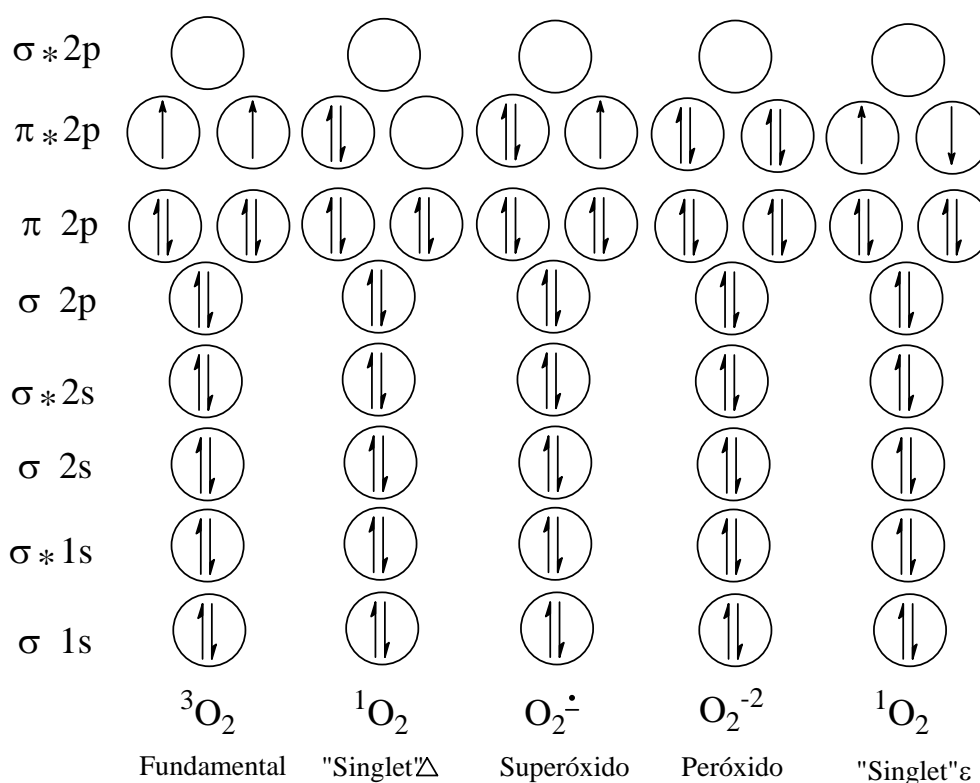 σ * 2p
π * 2p
π 2p
σ 2p
σ * 2s
σ 2s
σ * 1s
σ 1s
³O₂ ¹O₂ O₂∸ O₂⁻² ¹O₂
Fundamental "Singlet"Δ Superóxido Peróxido "Singlet"ε